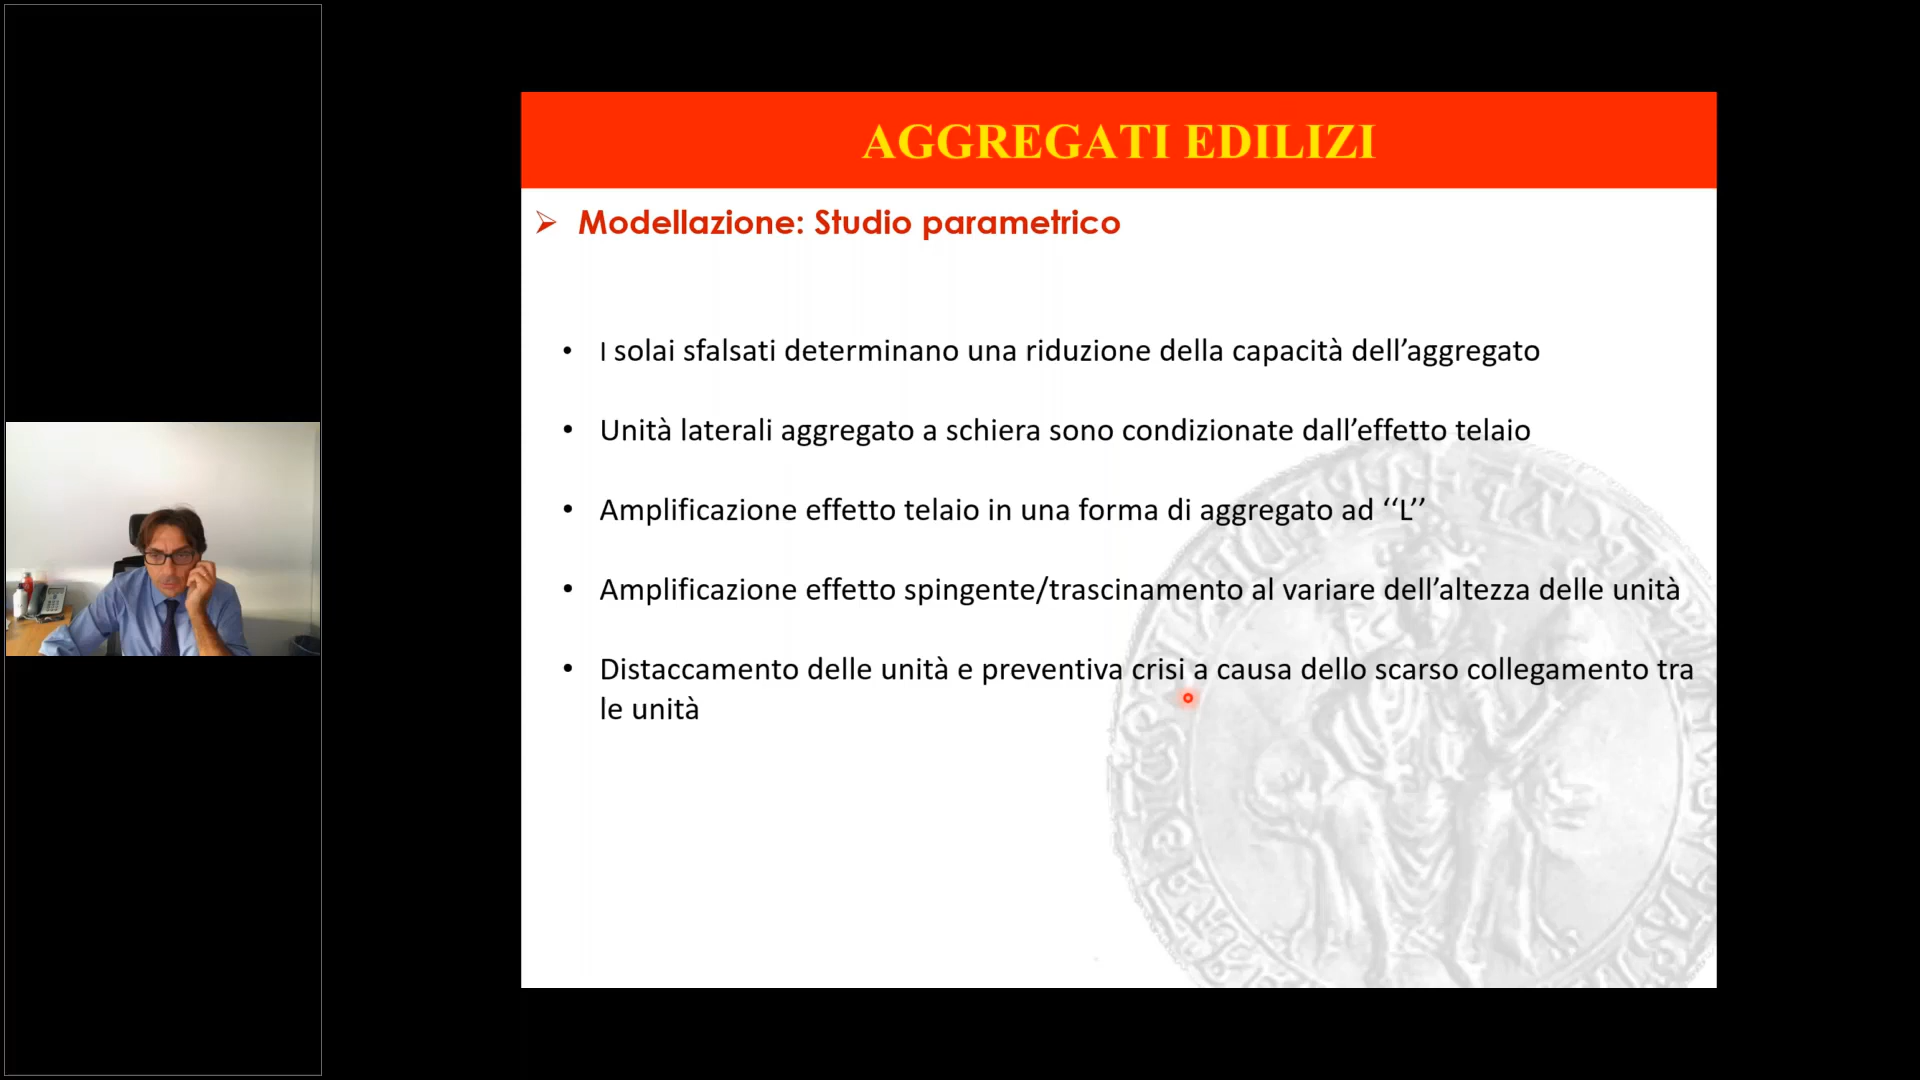 AGGREGATI EDILIZI
➢ Modellazione: Studio parametrico
• I solai sfalsati determinano una riduzione della capacità dell’aggregato
• Unità laterali aggregato a schiera sono condizionate dall’effetto telaio
• Amplificazione effetto telaio in una forma di aggregato ad ‘‘L’’
• Amplificazione effetto spingente/trascinamento al variare dell’altezza delle unità
• Distaccamento delle unità e preventiva crisi a causa dello scarso collegamento tra
le unità